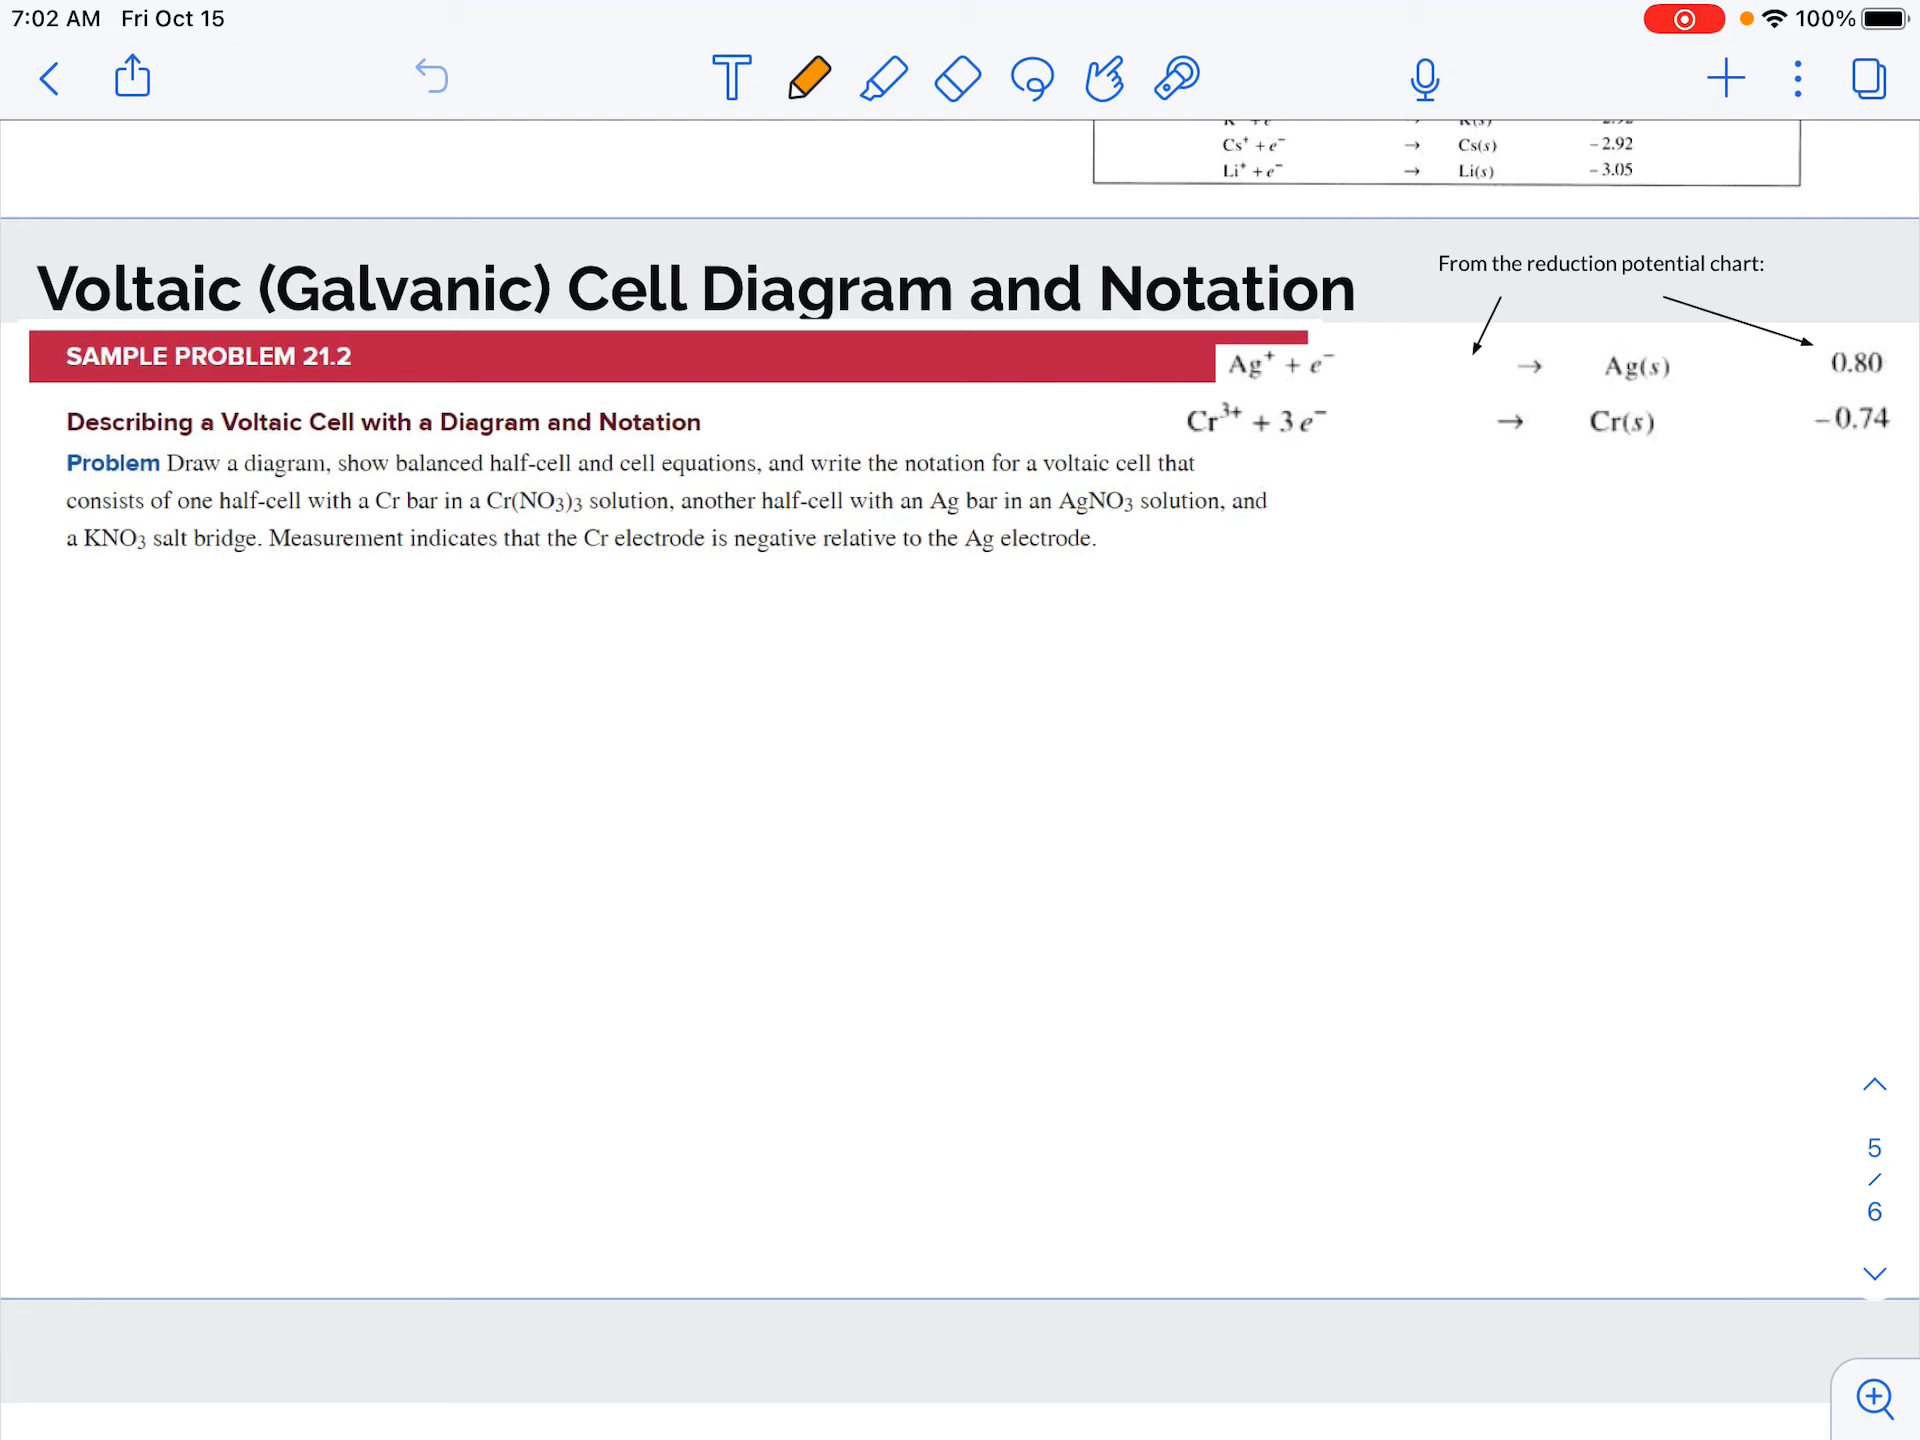 7:02 AM Fri Oct 15
100%
Cs⁺ + e⁻ → Cs(s) −2.92
Li⁺ + e⁻ → Li(s) −3.05
Voltaic (Galvanic) Cell Diagram and Notation
From the reduction potential chart:
SAMPLE PROBLEM 21.2
Ag⁺ + e⁻ → Ag(s) 0.80
Cr³⁺ + 3 e⁻ → Cr(s) −0.74
Describing a Voltaic Cell with a Diagram and Notation
Problem Draw a diagram, show balanced half-cell and cell equations, and write the notation for a voltaic cell that
consists of one half-cell with a Cr bar in a Cr(NO₃)₃ solution, another half-cell with an Ag bar in an AgNO₃ solution, and
a KNO₃ salt bridge. Measurement indicates that the Cr electrode is negative relative to the Ag electrode.
5
/
6